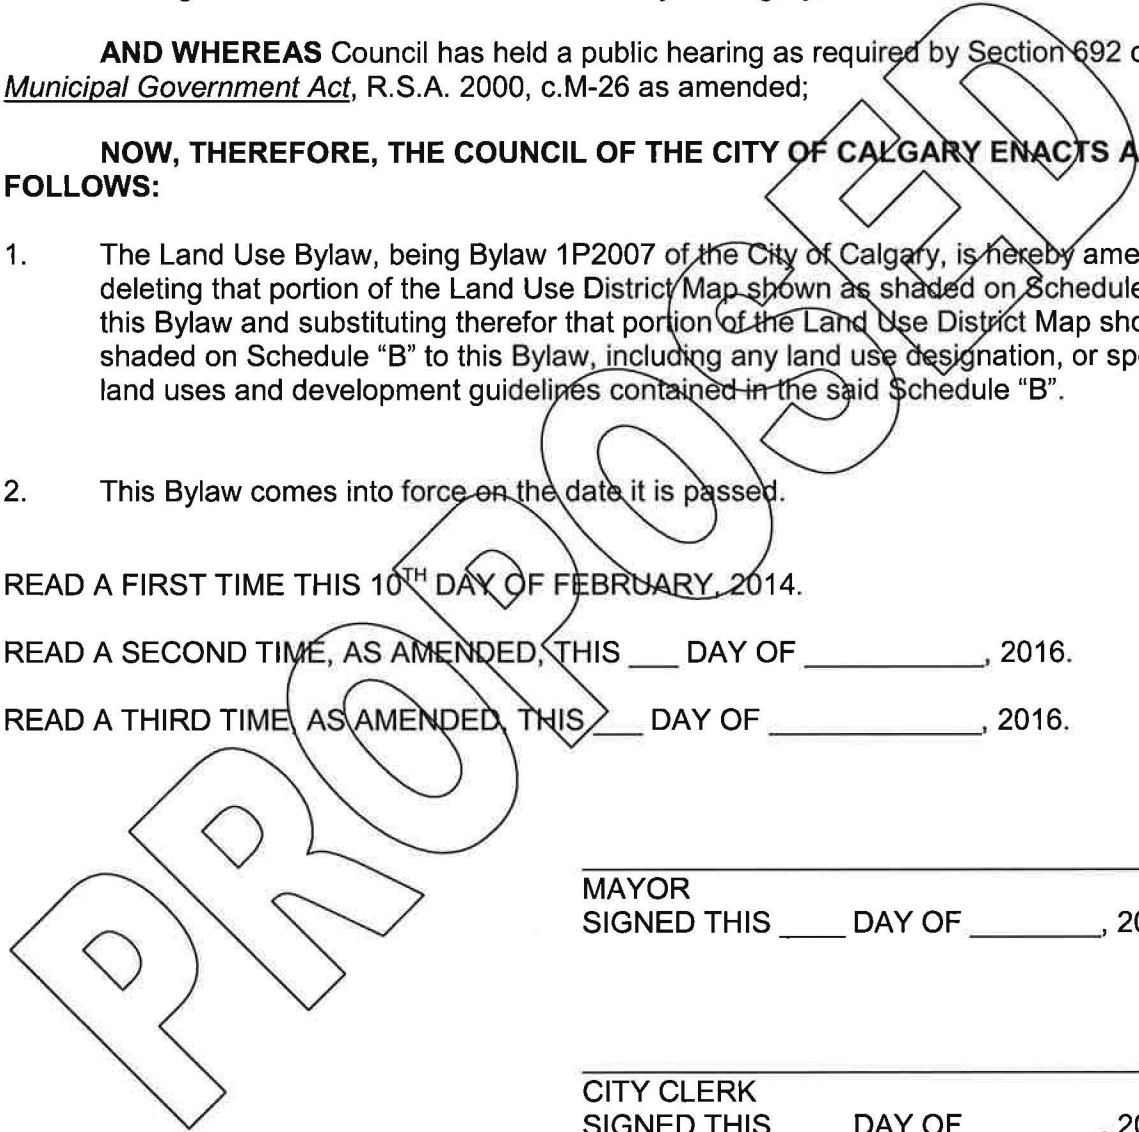 AND WHEREAS Council has held a public hearing as required by Section 692
Municipal Government Act, R.S.A. 2000, c.M-26 as amended;
NOW, THEREFORE, THE COUNCIL OF THE CITY OF CALGARY ENACTS A
FOLLOWS:
1. The Land Use Bylaw, being Bylaw 1P2007 of the City of Calgary, is hereby ame
deleting that portion of the Land Use District Map shown as shaded on Schedule
this Bylaw and substituting therefor that portion of the Land Use District Map sho
shaded on Schedule “B” to this Bylaw, including any land use designation, or sp
land uses and development guidelines contained in the said Schedule “B”.
2. This Bylaw comes into force on the date it is passed.
READ A FIRST TIME THIS 10TH DAY OF FEBRUARY, 2014.
READ A SECOND TIME, AS AMENDED, THIS ___ DAY OF ___________, 2016.
READ A THIRD TIME, AS AMENDED, THIS ___ DAY OF _____________, 2016.
MAYOR
SIGNED THIS ____ DAY OF ________, 20
CITY CLERK
SIGNED THIS ____ DAY OF ________, 20
PROPOSED